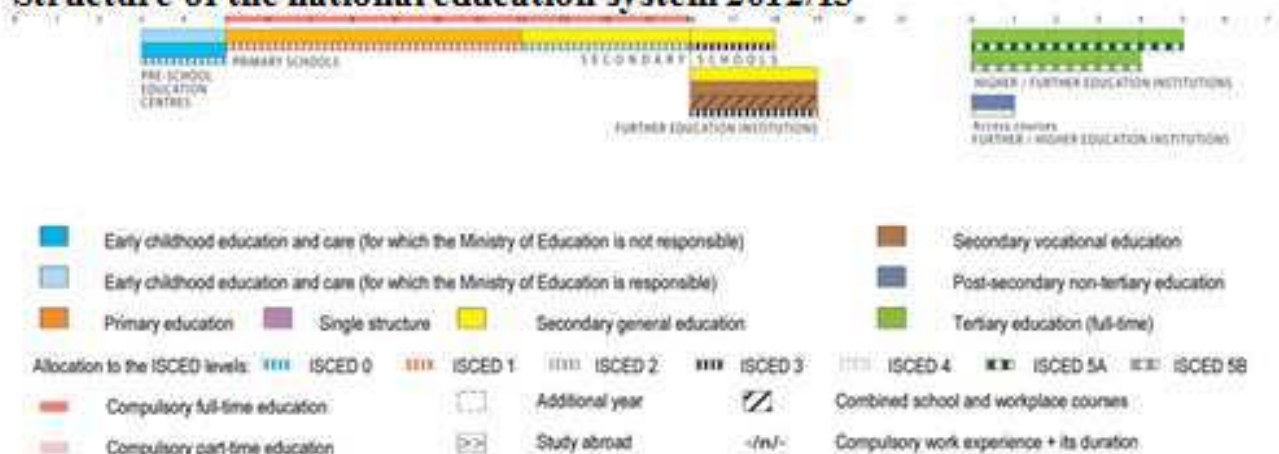 Structure of the national education system 2012/13
PRIMARY SCHOOLS
SECONDARY SCHOOLS
PRE-SCHOOL
EDUCATION
CENTRES
HIGHER / FURTHER EDUCATION INSTITUTIONS
FURTHER EDUCATION INSTITUTIONS
Access courses
FURTHER / HIGHER EDUCATION INSTITUTIONS
Early childhood education and care (for which the Ministry of Education is not responsible)
Secondary vocational education
Early childhood education and care (for which the Ministry of Education is responsible)
Post-secondary non-tertiary education
Primary education Single structure Secondary general education
Tertiary education (full-time)
Allocation to the ISCED levels: ISCED 0 ISCED 1 ISCED 2 ISCED 3 ISCED 4 ISCED 5A ISCED 5B
Compulsory full-time education Additional year Combined school and workplace courses
Compulsory part-time education >> Study abroad -/n/- Compulsory work experience + its duration